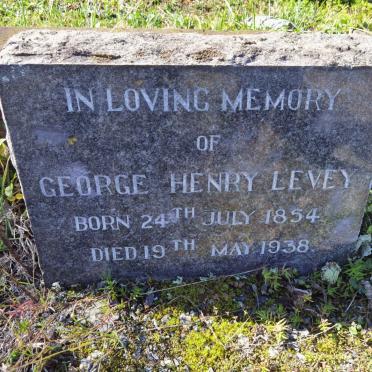 IN LOVING MEMORY
OF
GEORGE HENRY LEVEY
BORN 24TH JULY 1854
DIED 19TH MAY 1938